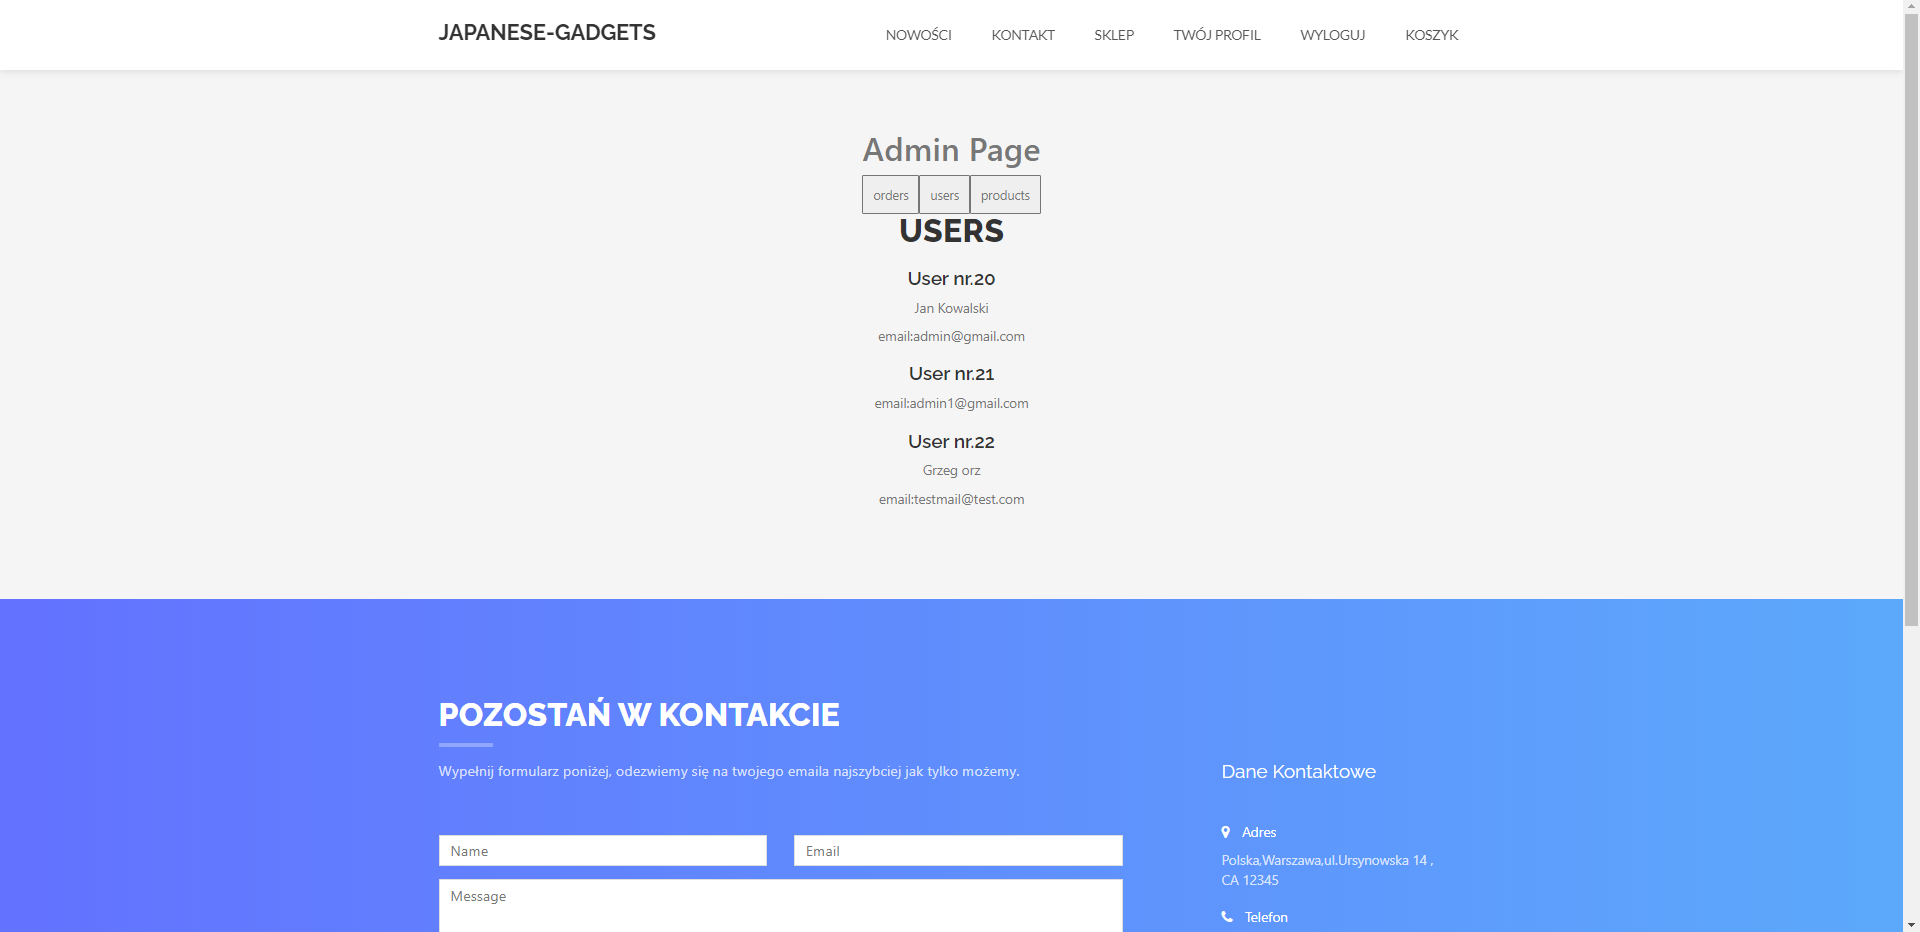 JAPANESE-GADGETS
NOWOŚCI KONTAKT SKLEP TWÓJ PROFIL WYLOGUJ KOSZYK
Admin Page
orders users products
USERS
User nr.20
Jan Kowalski
email:admin@gmail.com
User nr.21
email:admin1@gmail.com
User nr.22
Grzeg orz
email:testmail@test.com
POZOSTAŃ W KONTAKCIE
Wypełnij formularz poniżej, odezwiemy się na twojego emaila najszybciej jak tylko możemy.
Name Email
Message
Dane Kontaktowe
Adres
Polska,Warszawa,ul.Ursynowska 14 ,
CA 12345
Telefon